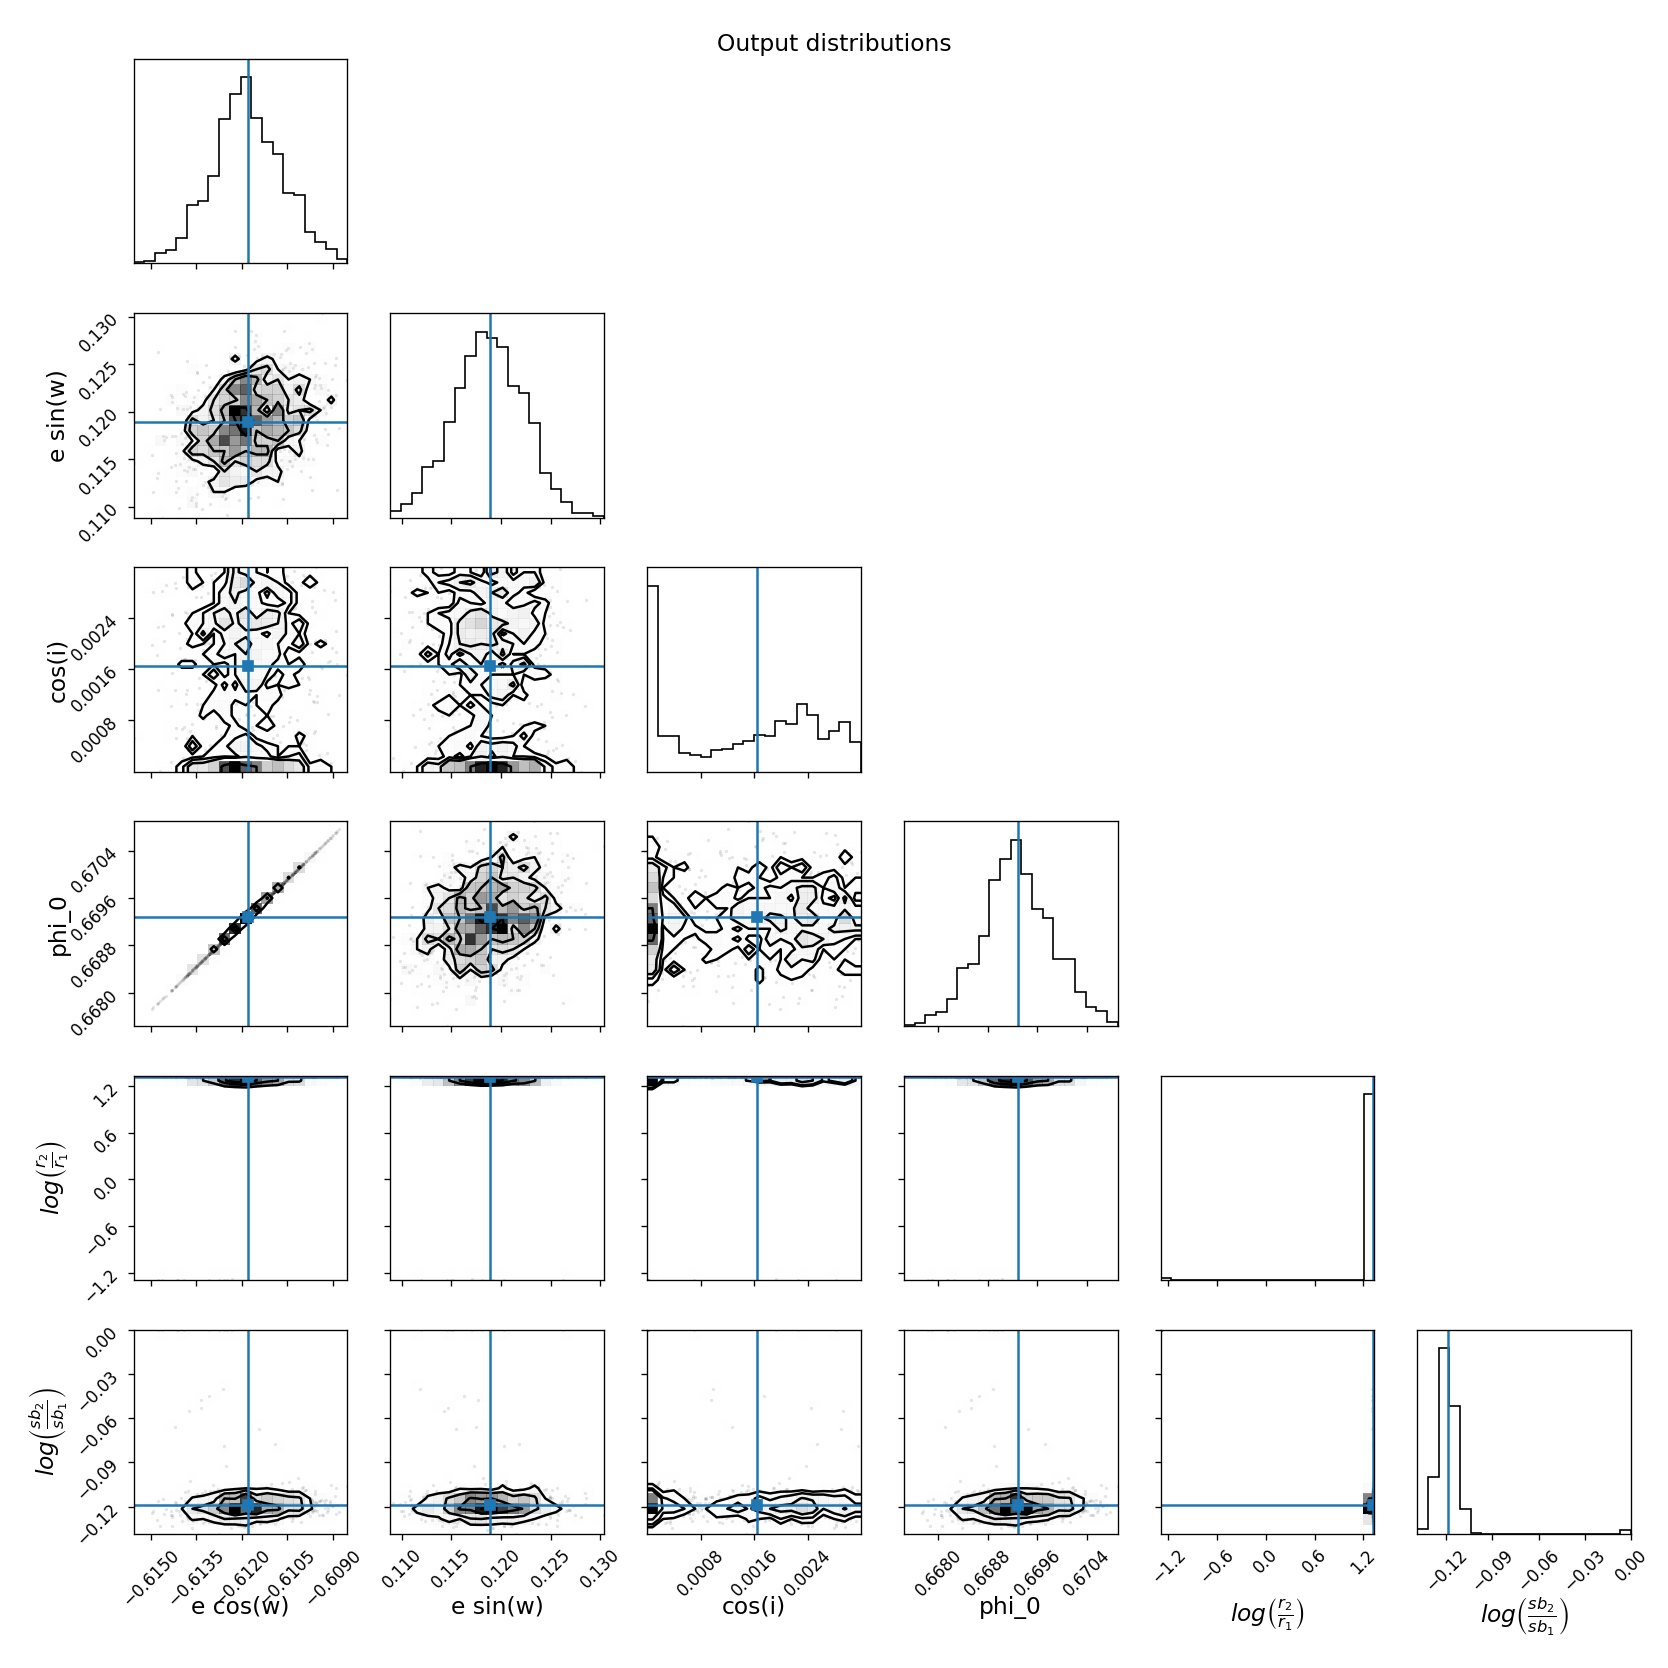 Output distributions
e sin(w)
0.130
0.125
0.120
0.115
0.110
cos(i)
0.0024
0.0016
0.0008
phi_0
0.6704
0.6696
0.6688
0.6680
log(r2/r1)
1.2
0.6
0.0
−0.6
−1.2
log(sb2/sb1)
0.00
−0.03
−0.06
−0.09
−0.12
−0.6150 −0.6135 −0.6120 −0.6105 −0.6090
0.110 0.115 0.120 0.125 0.130
0.0008 0.0016 0.0024
0.6680 0.6688 0.6696 0.6704
−1.2 −0.6 0.0 0.6 1.2
−0.12 −0.09 −0.06 −0.03 0.00
e cos(w) e sin(w) cos(i) phi_0 log(r2/r1) log(sb2/sb1)